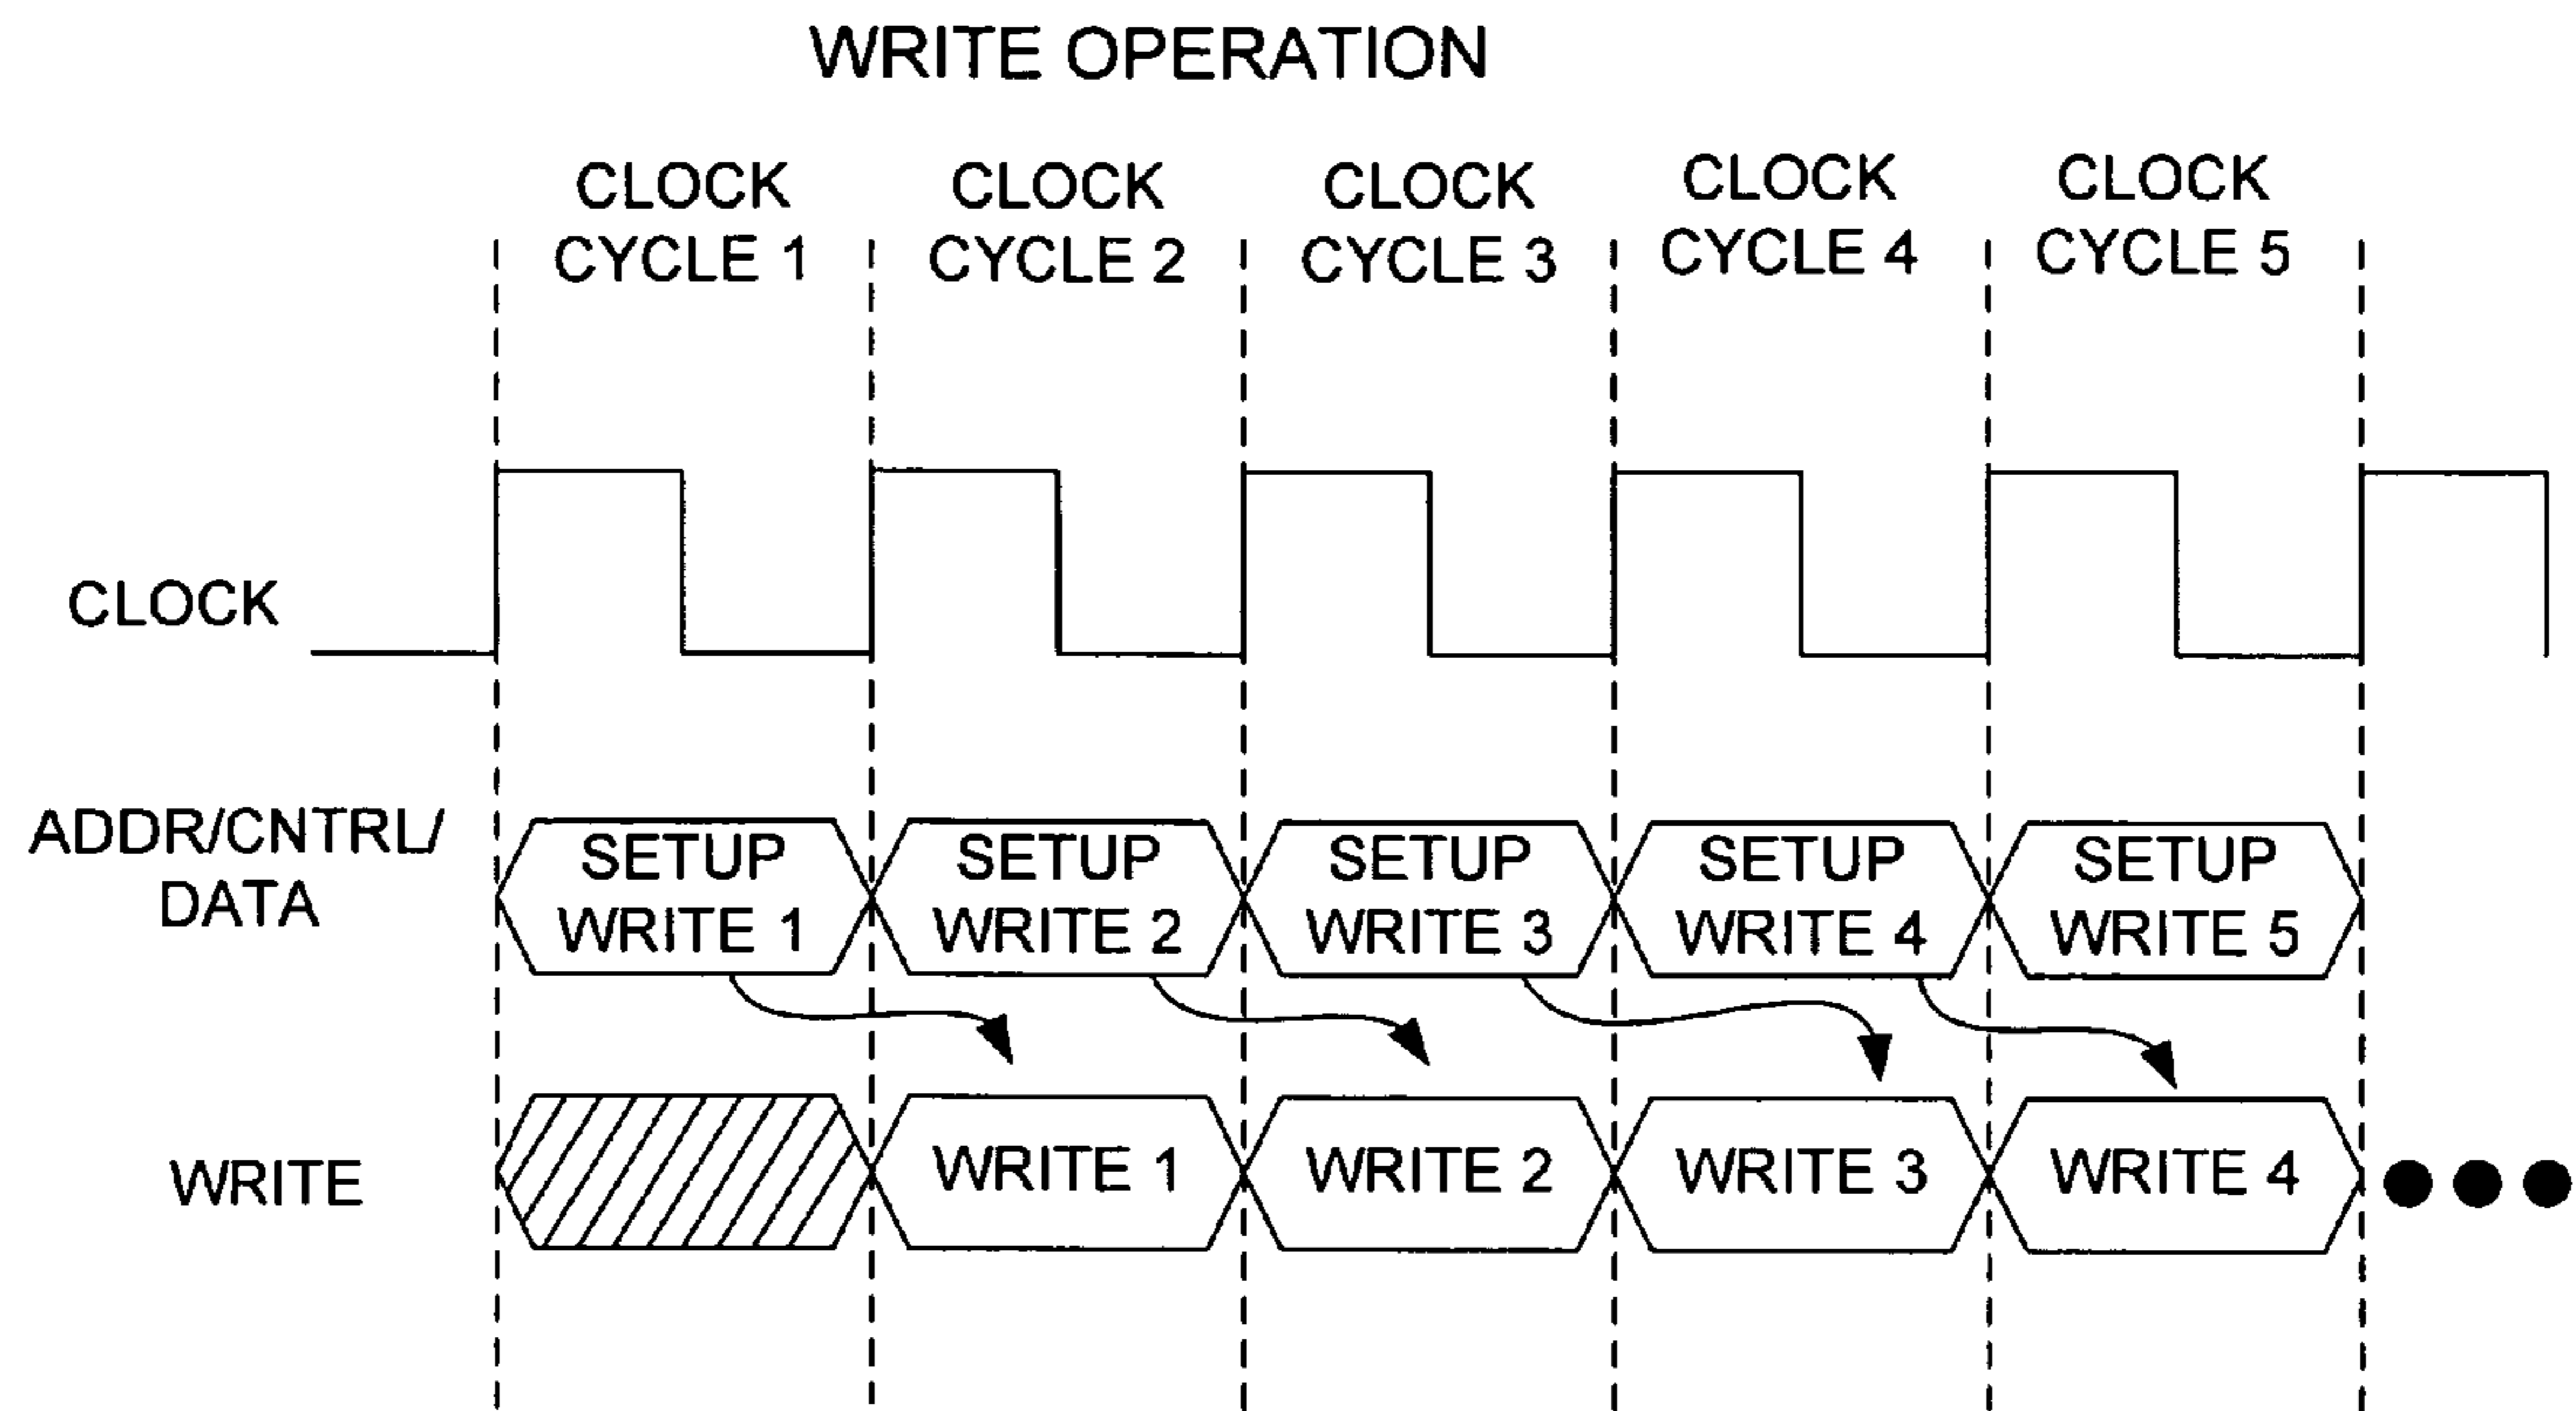 WRITE OPERATION
CLOCK
CYCLE 1
CLOCK
CYCLE 2
CLOCK
CYCLE 3
CLOCK
CYCLE 4
CLOCK
CYCLE 5
CLOCK
ADDR/CNTRL/
DATA
SETUP
WRITE 1
SETUP
WRITE 2
SETUP
WRITE 3
SETUP
WRITE 4
SETUP
WRITE 5
WRITE
WRITE 1
WRITE 2
WRITE 3
WRITE 4